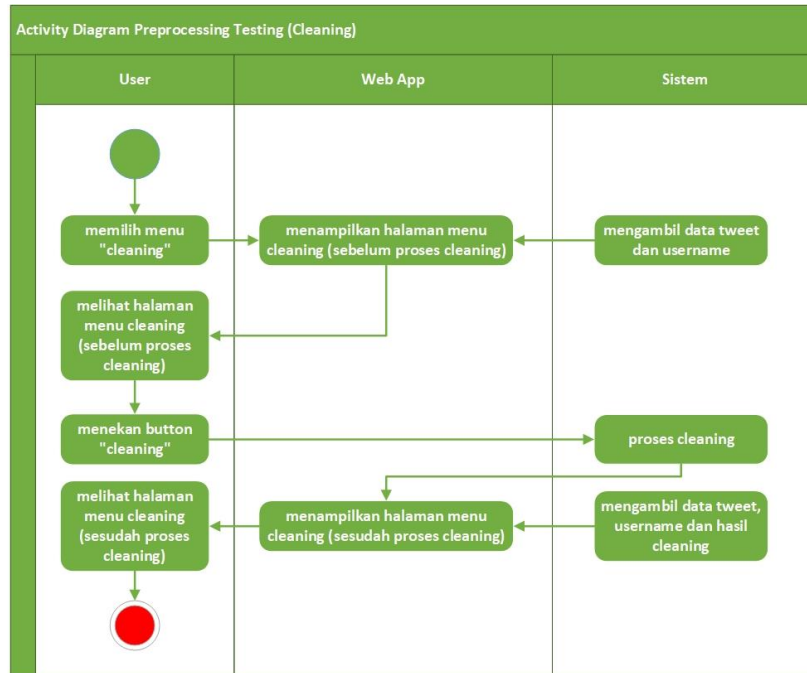 Activity Diagram Preprocessing Testing (Cleaning)
User
Web App
Sistem
memilih menu
"cleaning"
menampilkan halaman menu
cleaning (sebelum proses cleaning)
mengambil data tweet
dan username
melihat halaman
menu cleaning
(sebelum proses
cleaning)
menekan button
"cleaning"
proses cleaning
melihat halaman
menu cleaning
(sesudah proses
cleaning)
menampilkan halaman menu
cleaning (sesudah proses cleaning)
mengambil data tweet,
username dan hasil
cleaning